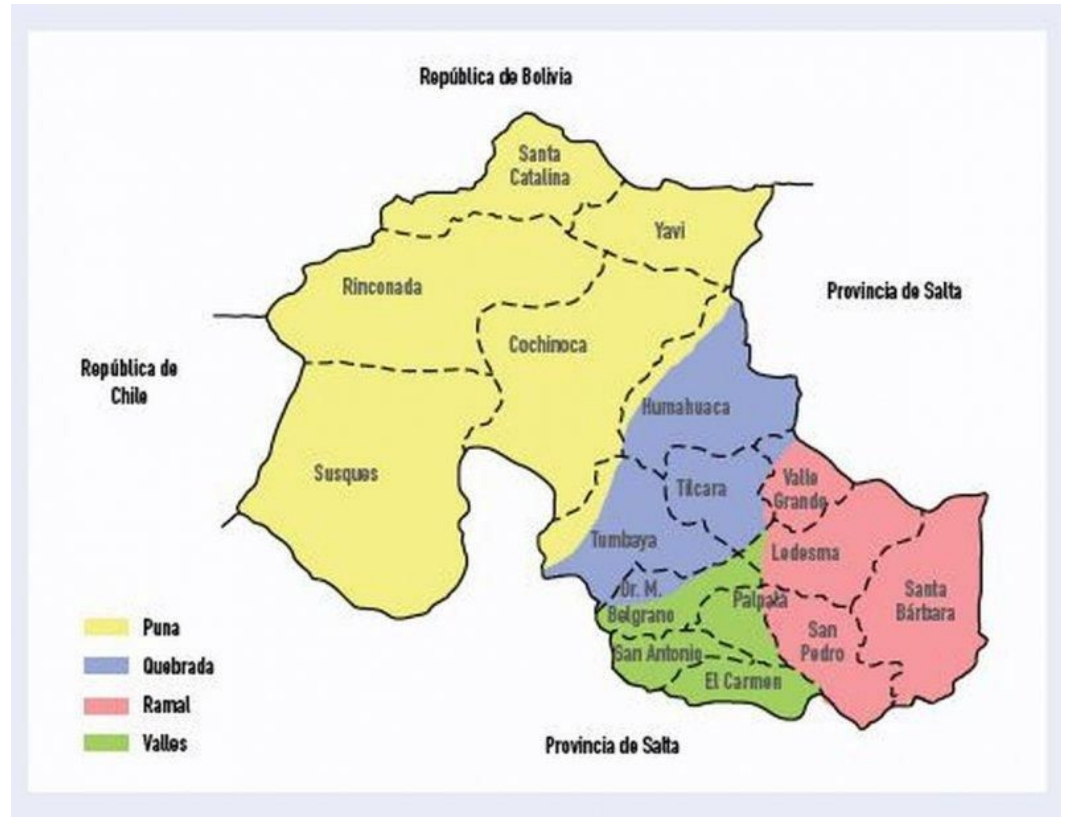 República de Bolivia
Santa
Catalina
Yavi
Rinconada
Provincia de Salta
Cochinoca
República de
Chile
Humahuaca
Susques
Tilcara
Valle
Grande
Tumbaya
Ledesma
Dr. M.
Belgrano
Palpalá
Santa
Bárbara
San
Pedro
San Antonio
El Carmen
Puna
Quebrada
Ramal
Valles
Provincia de Salta